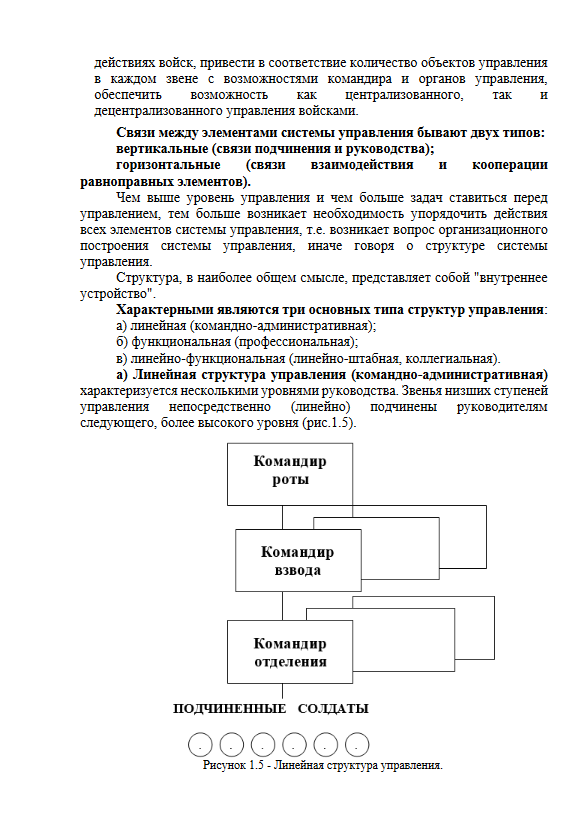 действиях войск, привести в соответствие количество объектов управления
в каждом звене с возможностями командира и органов управления,
обеспечить возможность как централизованного, так и
децентрализованного управления войсками.
Связи между элементами системы управления бывают двух типов:
вертикальные (связи подчинения и руководства);
горизонтальные (связи взаимодействия и кооперации
равноправных элементов).
Чем выше уровень управления и чем больше задач ставиться перед
управлением, тем больше возникает необходимость упорядочить действия
всех элементов системы управления, т.е. возникает вопрос организационного
построения системы управления, иначе говоря о структуре системы
управления.
Структура, в наиболее общем смысле, представляет собой "внутреннее
устройство".
Характерными являются три основных типа структур управления:
а) линейная (командно-административная);
б) функциональная (профессиональная);
в) линейно-функциональная (линейно-штабная, коллегиальная).
а) Линейная структура управления (командно-административная)
характеризуется несколькими уровнями руководства. Звенья низших ступеней
управления непосредственно (линейно) подчинены руководителям
следующего, более высокого уровня (рис.1.5).
Командир
роты
Командир
взвода
Командир
отделения
ПОДЧИНЕННЫЕ СОЛДАТЫ
Рисунок 1.5 - Линейная структура управления.